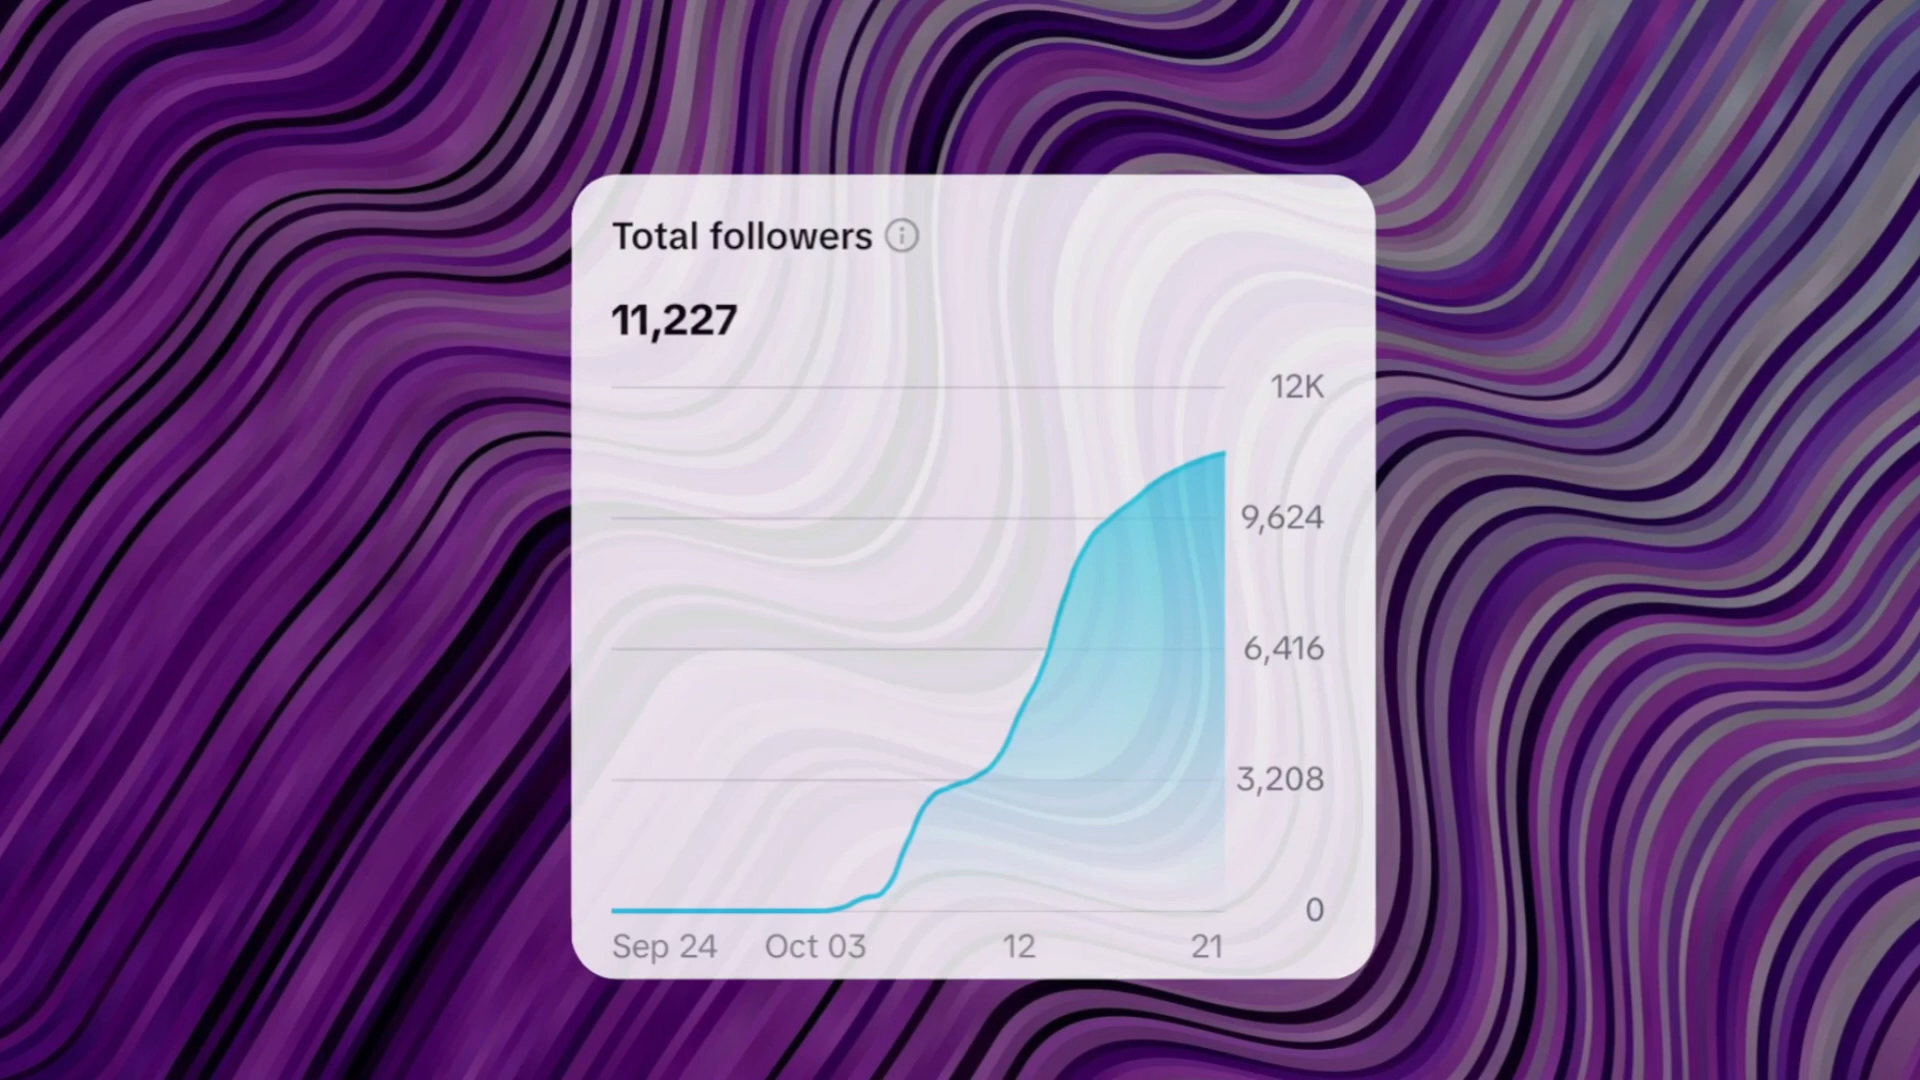 Total followers
11,227
12K
9,624
6,416
3,208
0
Sep 24 Oct 03 12 21